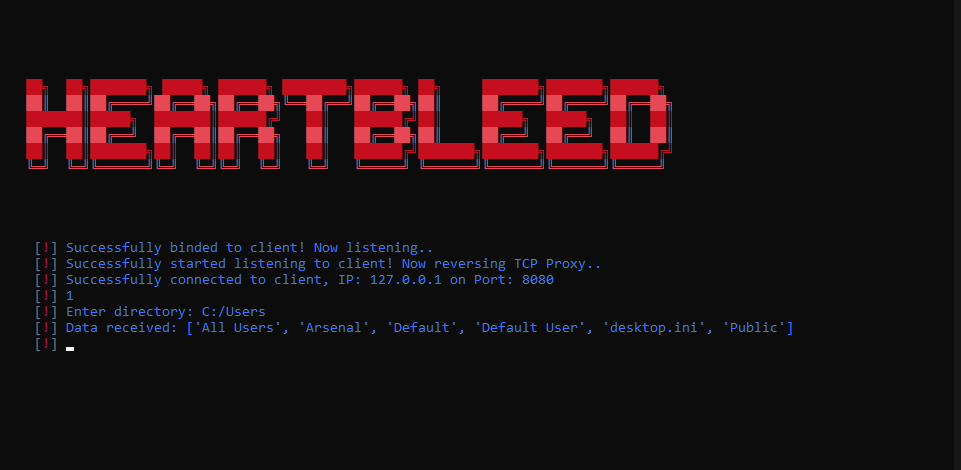 HEARTBLEED
[!] Successfully binded to client! Now listening..
[!] Successfully started listening to client! Now reversing TCP Proxy..
[!] Successfully connected to client, IP: 127.0.0.1 on Port: 8080
[!] 1
[!] Enter directory: C:/Users
[!] Data received: ['All Users', 'Arsenal', 'Default', 'Default User', 'desktop.ini', 'Public']
[!]